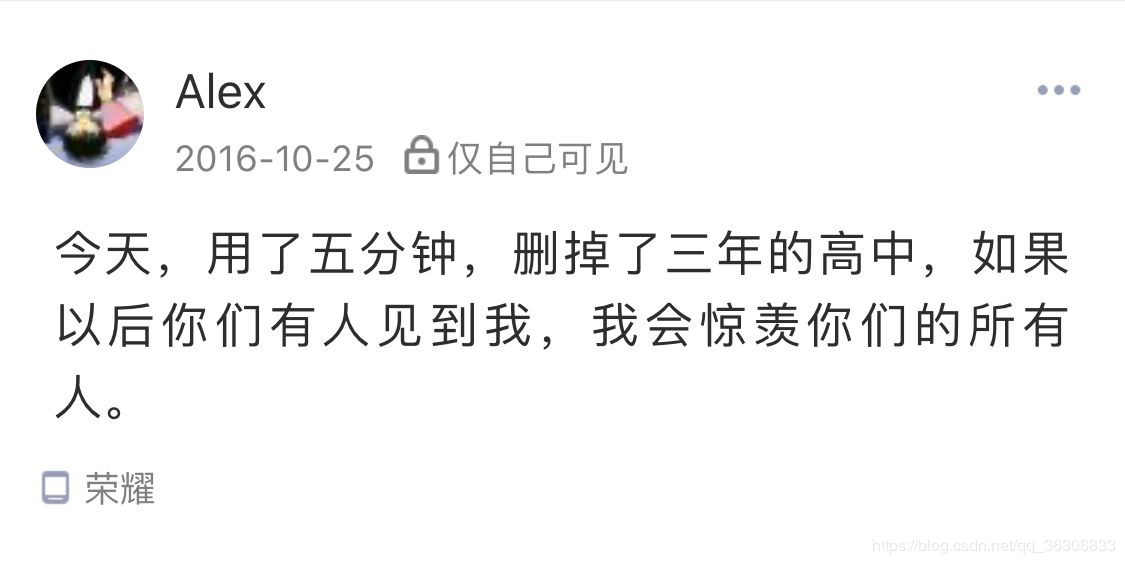 Alex
2016-10-25 仅自己可见
今天，用了五分钟，删掉了三年的高中，如果
以后你们有人见到我，我会惊羡你们的所有
人。
荣耀
https://blog.csdn.net/qq_36306833